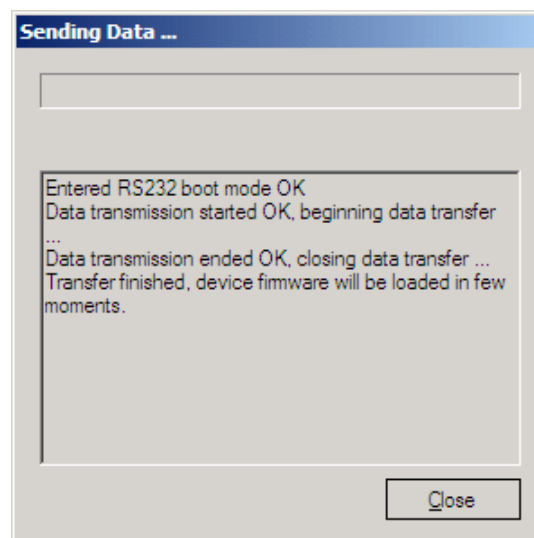 Sending Data ...
Entered RS232 boot mode OK
Data transmission started OK, beginning data transfer
...
Data transmission ended OK, closing data transfer ...
Transfer finished, device firmware will be loaded in few
moments.
Close